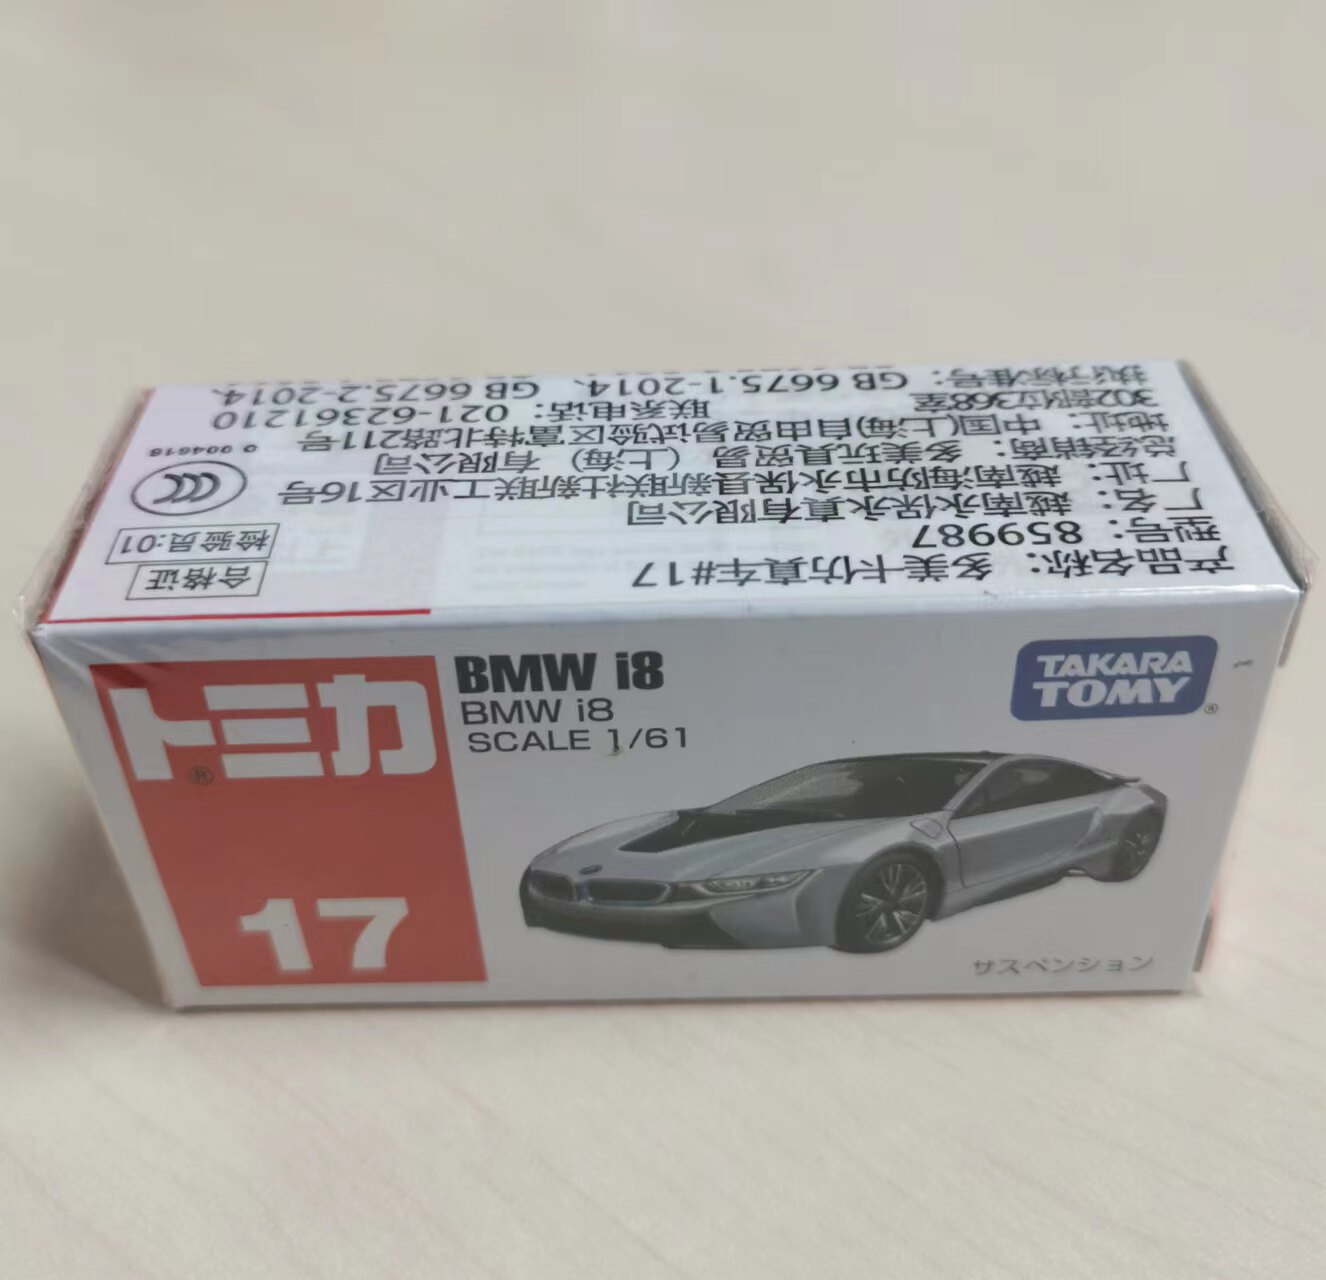 产品名称: 多美卡仿真车#17
型号: 859987
厂名: 越南永保永真有限公司
厂址: 越南海防市永保县新联社新联工业区16号
总经销商: 多美玩具贸易 (上海) 有限公司
地址: 中国(上海)自由贸易试验区富特北路211号
302部位368室 联系电话: 021-62361210
执行标准号: GB 6675.1-2014、 GB 6675.2-2014、
合格证
检验员:01
トミカ
®
17
BMW i8
BMW i8
SCALE 1/61
TAKARA
TOMY
®
サスペンション